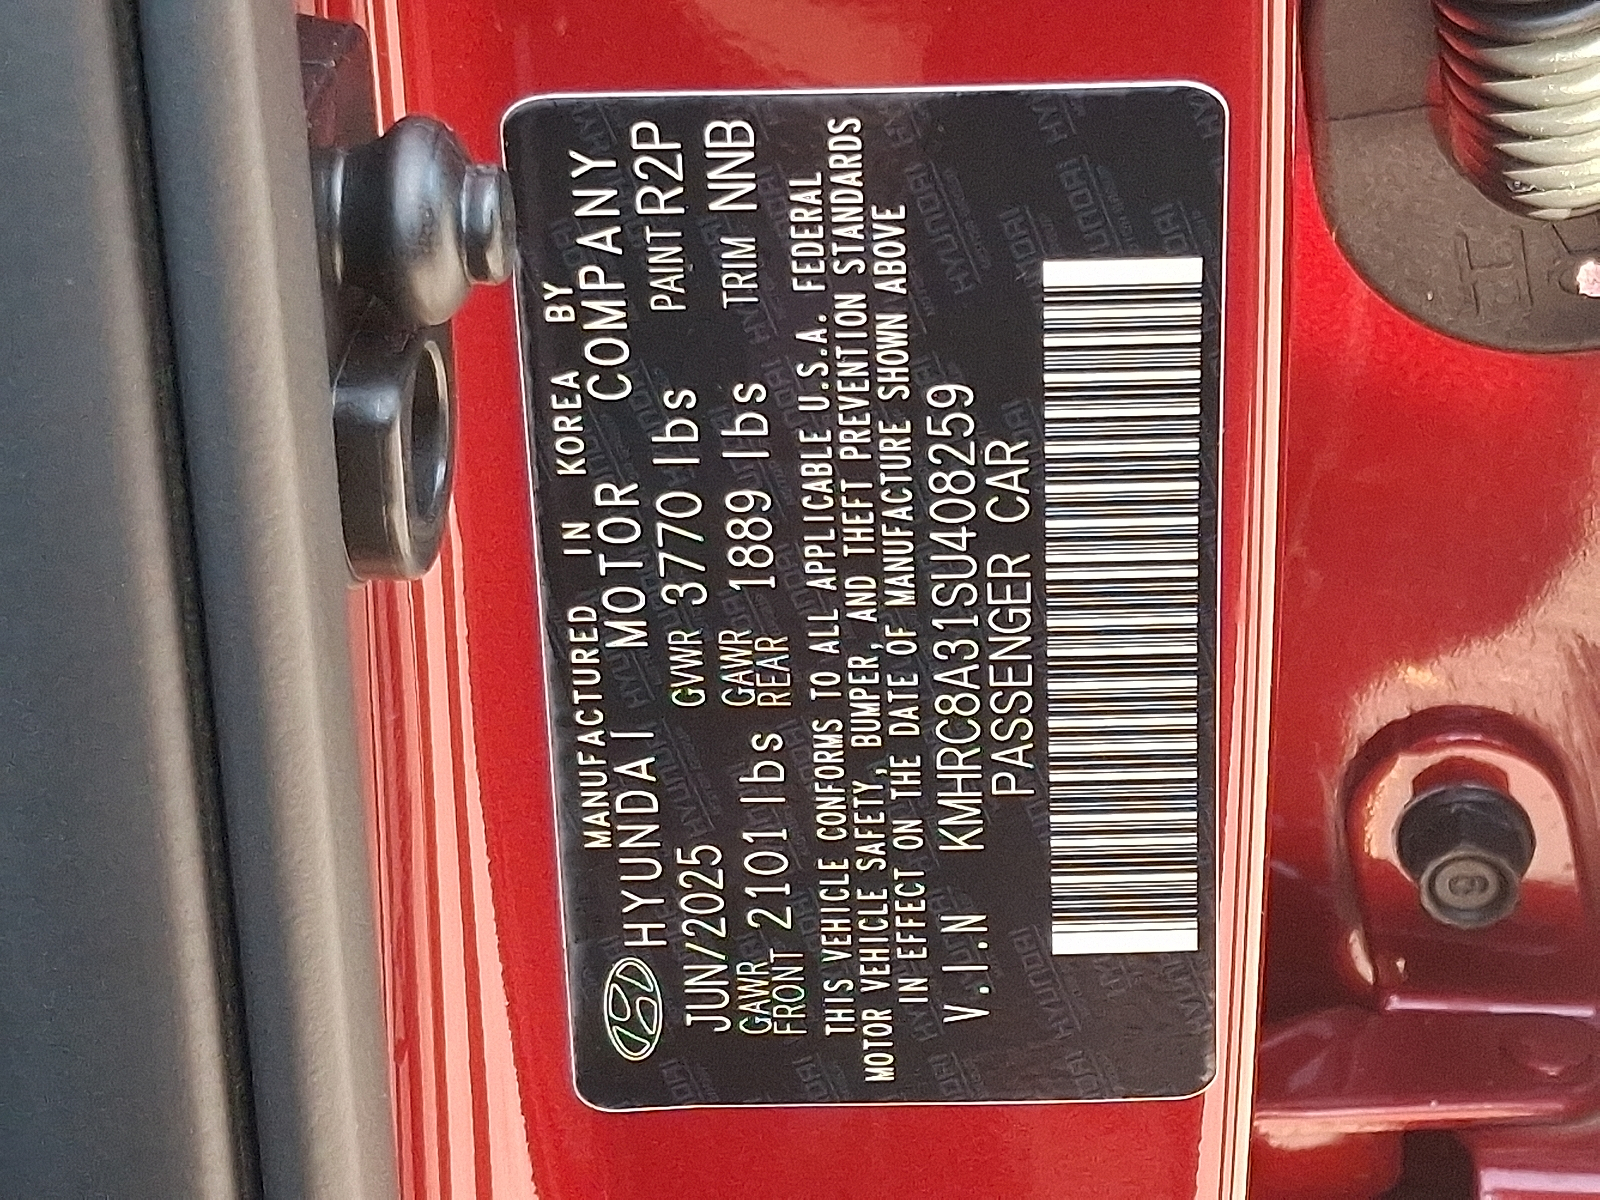 MANUFACTURED IN KOREA BY
HYUNDAI MOTOR COMPANY
JUN/2025 GVWR 3770 lbs PAINT R2P
GAWR FRONT 2101 lbs GAWR REAR 1889 lbs TRIM NNB
THIS VEHICLE CONFORMS TO ALL APPLICABLE U.S.A. FEDERAL
MOTOR VEHICLE SAFETY, BUMPER, AND THEFT PREVENTION STANDARDS
IN EFFECT ON THE DATE OF MANUFACTURE SHOWN ABOVE
V.I.N KMHRC8A31SU408259
PASSENGER CAR